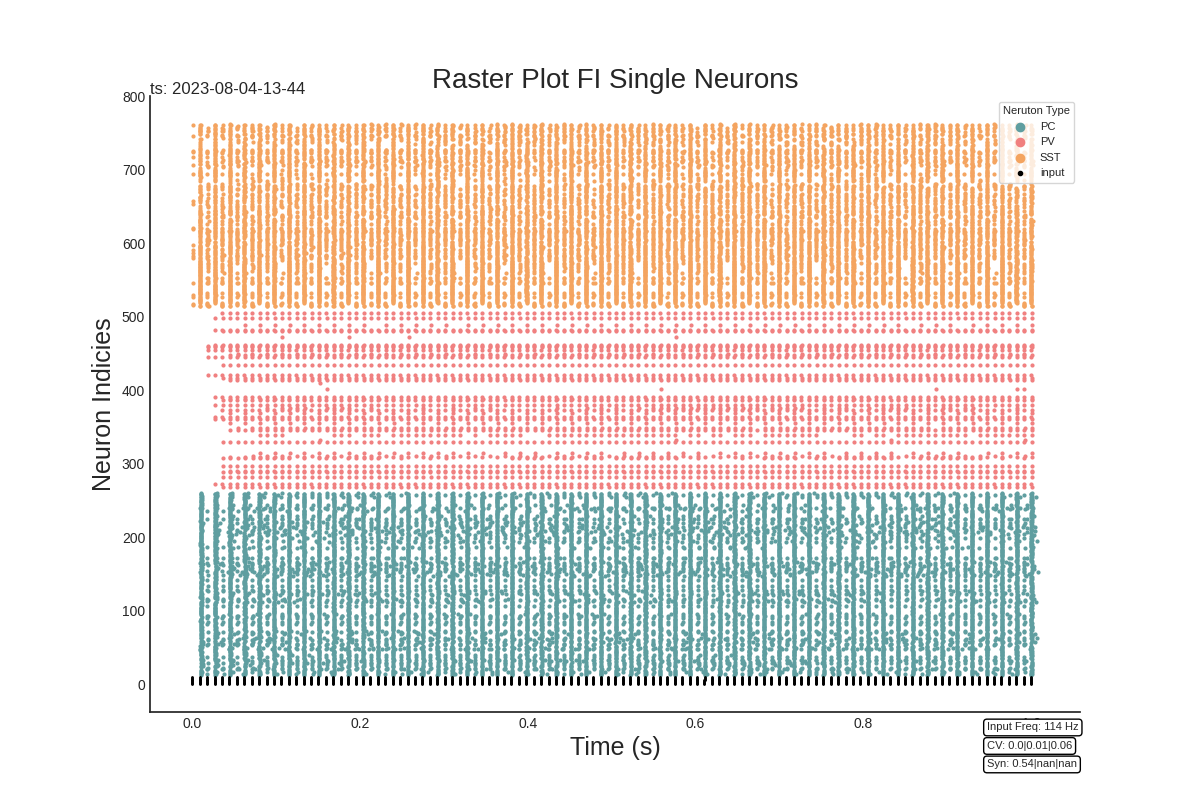 Raster Plot FI Single Neurons
ts: 2023-08-04-13-44
800
700
600
500
400
300
200
100
0
Neuron Indicies
Neruton Type
PC
PV
SST
input
0.0
0.2
0.4
0.6
0.8
Time (s)
Input Freq: 114 Hz
CV: 0.0|0.01|0.06
Syn: 0.54|nan|nan